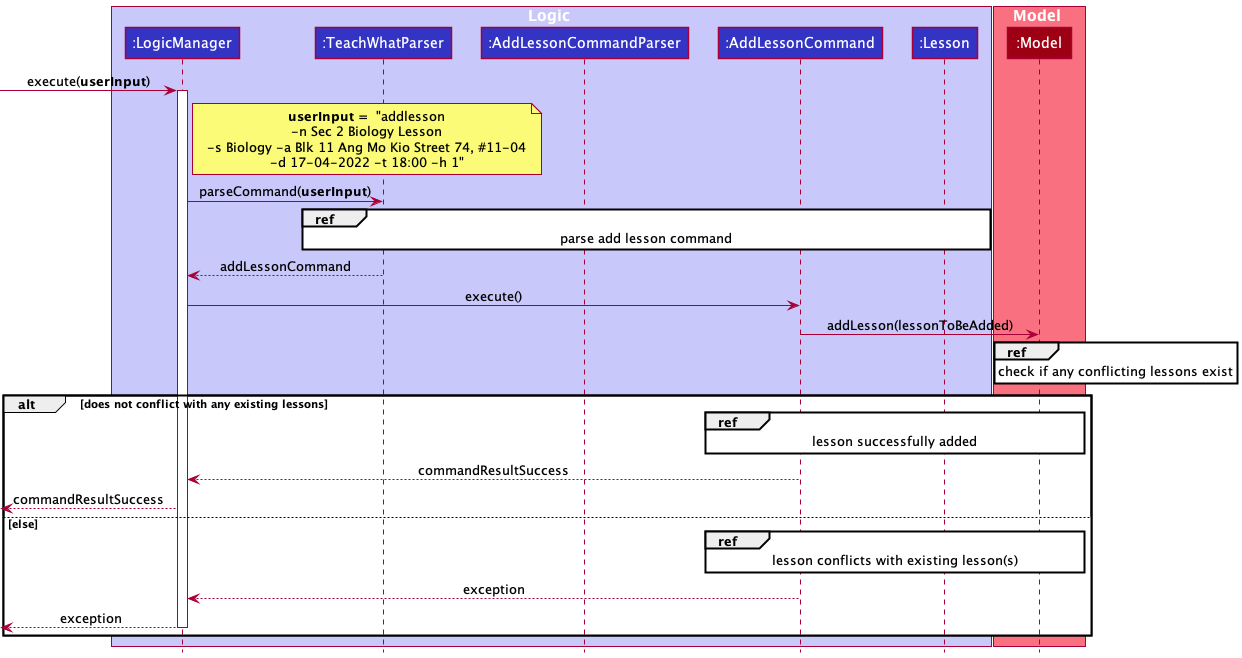 Logic
Model
:LogicManager
:TeachWhatParser
:AddLessonCommandParser
:AddLessonCommand
:Lesson
:Model
execute(userInput)
userInput = "addlesson
-n Sec 2 Biology Lesson
-s Biology -a Blk 11 Ang Mo Kio Street 74, #11-04
-d 17-04-2022 -t 18:00 -h 1"
parseCommand(userInput)
ref
parse add lesson command
addLessonCommand
execute()
addLesson(lessonToBeAdded)
ref
check if any conflicting lessons exist
alt
[does not conflict with any existing lessons]
ref
lesson successfully added
commandResultSuccess
commandResultSuccess
[else]
ref
lesson conflicts with existing lesson(s)
exception
exception